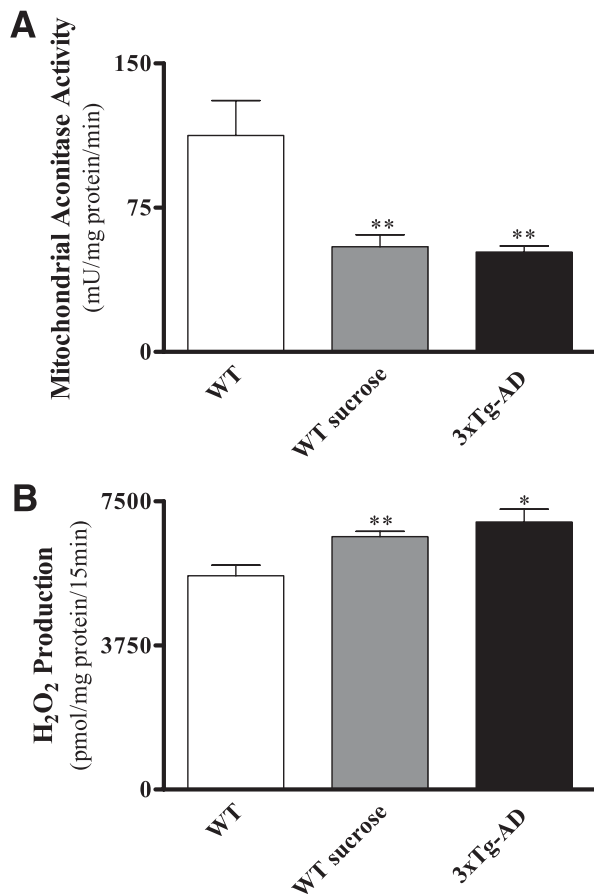 A
Mitochondrial Aconitase Activity
(mU/mg protein/min)
150
75
0
**
**
WT
WT sucrose
3xTg-AD
B
H₂O₂ Production
(pmol/mg protein/15min)
7500
3750
0
**
*
WT
WT sucrose
3xTg-AD